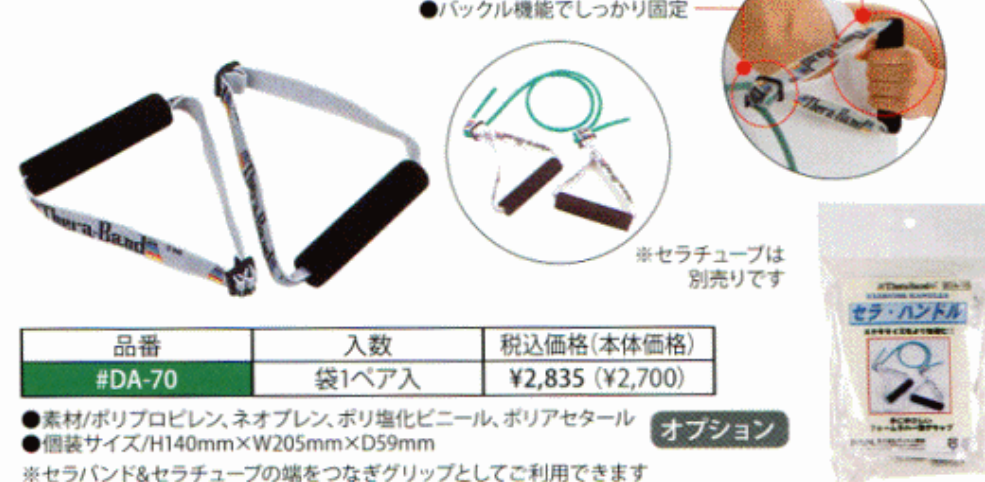 ●バックル機能でしっかり固定
Thera-Band
Thera-Band
※セラチューブは
別売りです
セラ・ハンドル
品番 入数 税込価格(本体価格)
#DA-70 袋1ペア入 ¥2,835 (¥2,700)
●素材/ポリプロピレン、ネオプレン、ポリ塩化ビニール、ポリアセタール
オプション
●個装サイズ/H140mm×W205mm×D59mm
※セラバンド&セラチューブの端をつなぎグリップとしてご利用できます